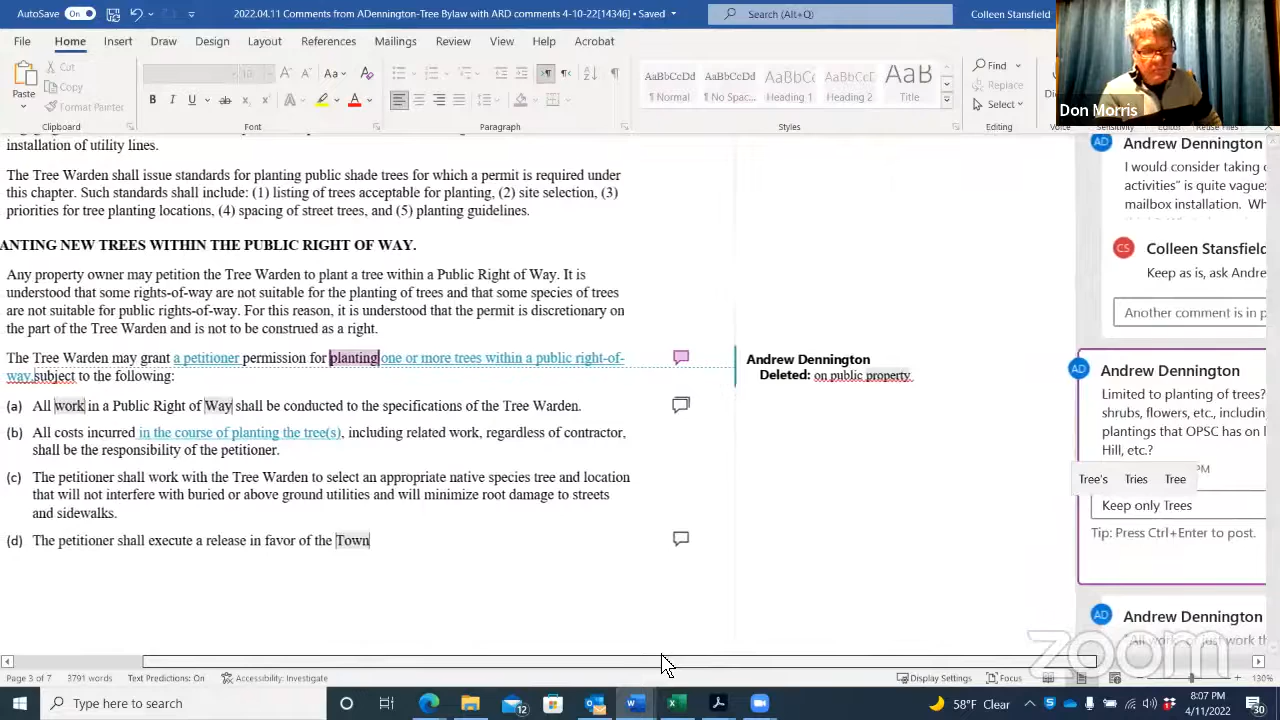 2022.04.11 Comments ADennington-Tree Bylaw with ARD comments 4-10-22[14346] • Saved
Search (Alt+Q)
Colleen Stansfield
File Home Insert Draw Design Layout References Mailings Review View Help Acrobat
Paste
Cut
Copy
Format Painter
Clipboard
Font
Paragraph
AaBbCcDd
¶ Normal
AaBbCcDd
¶ No Spac...
AaBbCc
Heading 1
AaBbCcD
Heading 2
AaB
Title
Styles
Find
Replace
Select
Editing
Don Morris
installation of utility lines.
The Tree Warden shall issue standards for planting public shade trees for which a permit is required under
this chapter. Such standards shall include: (1) listing of trees acceptable for planting, (2) site selection, (3)
priorities for tree planting locations, (4) spacing of street trees, and (5) planting guidelines.
ANTING NEW TREES WITHIN THE PUBLIC RIGHT OF WAY.
Any property owner may petition the Tree Warden to plant a tree within a Public Right of Way. It is
understood that some rights-of-way are not suitable for the planting of trees and that some species of trees
are not suitable for public rights-of-way. For this reason, it is understood that the permit is discretionary on
the part of the Tree Warden and is not to be construed as a right.
The Tree Warden may grant a petitioner permission for planting one or more trees within a public right-of-
way,subject to the following:
(a) All work in a Public Right of Way shall be conducted to the specifications of the Tree Warden.
(b) All costs incurred in the course of planting the tree(s), including related work, regardless of contractor,
shall be the responsibility of the petitioner.
(c) The petitioner shall work with the Tree Warden to select an appropriate native species tree and location
that will not interfere with buried or above ground utilities and will minimize root damage to streets
and sidewalks.
(d) The petitioner shall execute a release in favor of the Town
Andrew Dennington
Deleted: on public property
AD Andrew Dennington
I would consider taking
activities" is quite vague
mailbox installation. Wh
CS Colleen Stansfield
Keep as is, ask Andre
Another comment is in p
AD Andrew Dennington
Limited to planting of trees?
shrubs, flowers, etc., including
plantings that OPSC has on
Hill, etc.?
PM
Tree's Tries Tree
Keep only Trees
Tip: Press Ctrl+Enter to post.
AD Andrew Dennington
zoom
Page 3 of 7 3791 words Text Predictions: On Accessibility: Investigate
Display Settings Focus 130%
Type here to search
12
58°F Clear
8:07 PM
4/11/2022
30